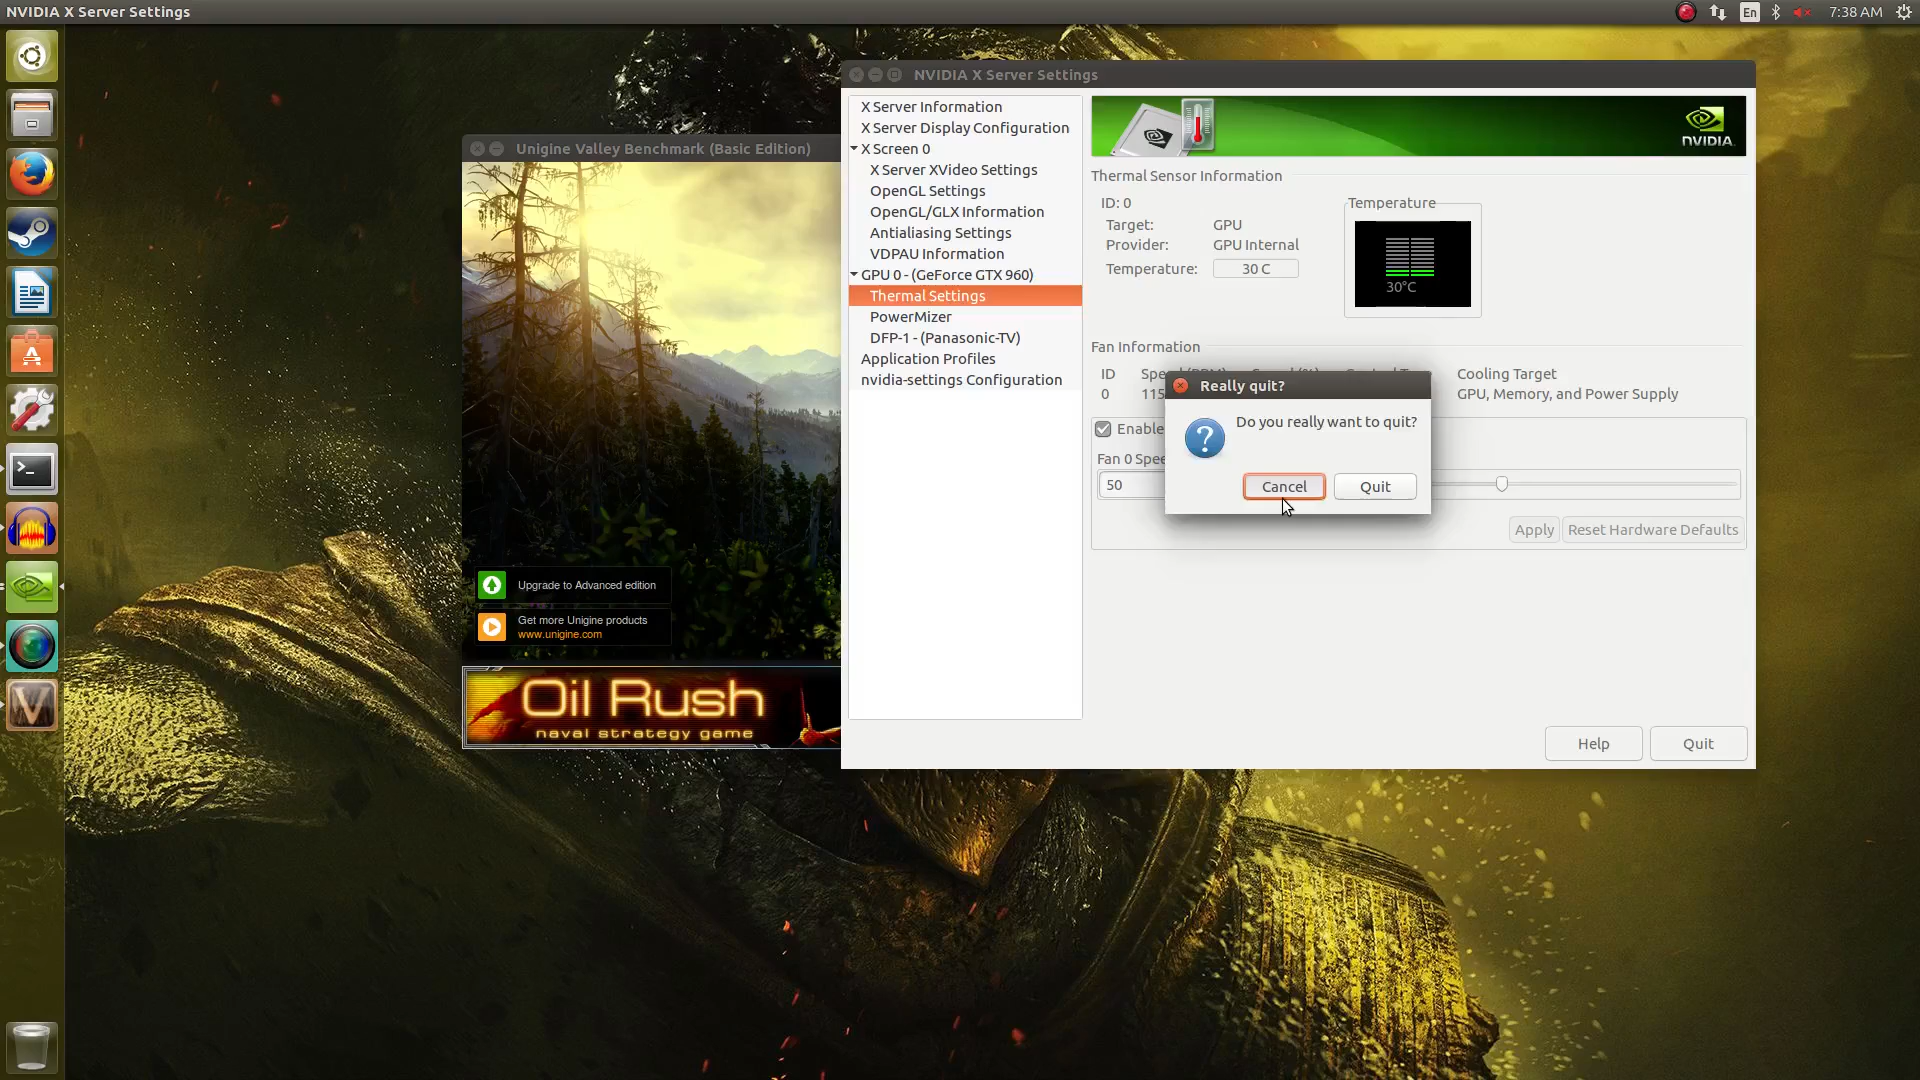 NVIDIA X Server Settings
En
7:38 AM
Unigine Valley Benchmark (Basic Edition)
Upgrade to Advanced edition
Get more Unigine products
www.unigine.com
Oil Rush
naval strategy game
NVIDIA X Server Settings
X Server Information
X Server Display Configuration
X Screen 0
X Server XVideo Settings
OpenGL Settings
OpenGL/GLX Information
Antialiasing Settings
VDPAU Information
GPU 0 - (GeForce GTX 960)
Thermal Settings
PowerMizer
DFP-1 - (Panasonic-TV)
Application Profiles
nvidia-settings Configuration
NVIDIA.
Thermal Sensor Information
ID: 0
Target: GPU
Provider: GPU Internal
Temperature: 30 C
Temperature
30°C
Fan Information
ID Cooling Target
0 115 GPU, Memory, and Power Supply
Enable
Fan 0 Spee
50
Apply Reset Hardware Defaults
Really quit?
Do you really want to quit?
Cancel Quit
Help Quit